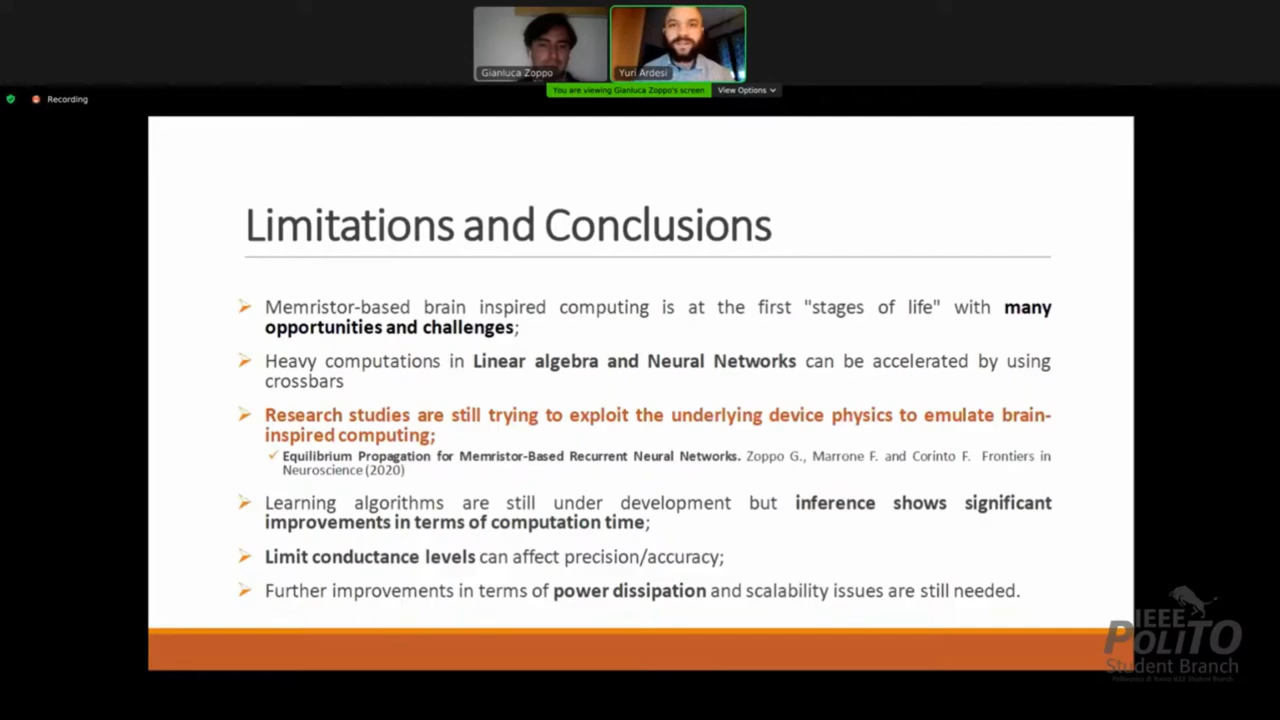 Gianluca Zoppo
Yuri Ardesi
You are viewing Gianluca Zoppo's screen
View Options
Recording
Limitations and Conclusions
Memristor-based brain inspired computing is at the first "stages of life" with many
opportunities and challenges;
Heavy computations in Linear algebra and Neural Networks can be accelerated by using
crossbars
Research studies are still trying to exploit the underlying device physics to emulate brain-
inspired computing;
Equilibrium Propagation for Memristor-Based Recurrent Neural Networks. Zoppo G., Marrone F. and Corinto F. Frontiers in
Neuroscience (2020)
Learning algorithms are still under development but inference shows significant
improvements in terms of computation time;
Limit conductance levels can affect precision/accuracy;
Further improvements in terms of power dissipation and scalability issues are still needed.
IEEE
POLITO
Student Branch
Politecnico di Torino IEEE Student Branch